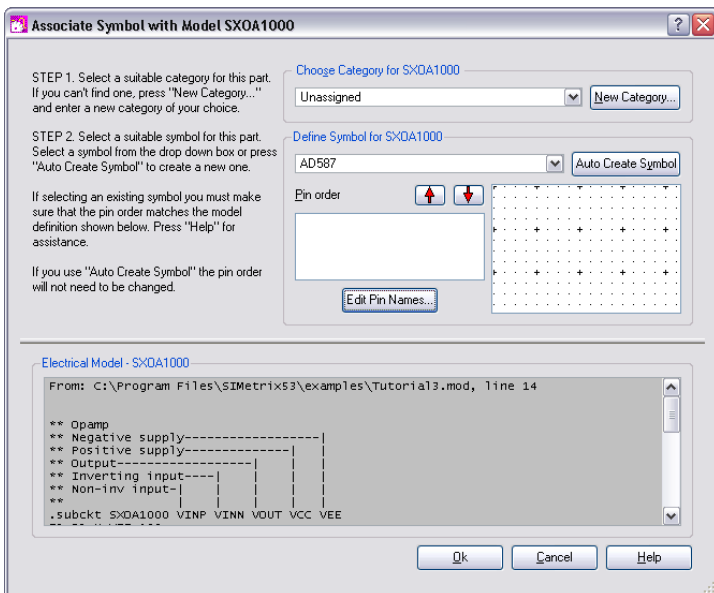 Associate Symbol with Model SXOA1000
STEP 1. Select a suitable category for this part.
If you can't find one, press "New Category..."
and enter a new category of your choice.
STEP 2. Select a suitable symbol for this part.
Select a symbol from the drop down box or press
"Auto Create Symbol" to create a new one.
If selecting an existing symbol you must make
sure that the pin order matches the model
definition shown below. Press "Help" for
assistance.
If you use "Auto Create Symbol" the pin order
will not need to be changed.
Choose Category for SXOA1000
Unassigned
New Category...
Define Symbol for SXOA1000
AD587
Auto Create Symbol
Pin order
Edit Pin Names...
Electrical Model - SXOA1000
From: C:\Program Files\SIMetrix53\examples\Tutorial3.mod, line 14
** Opamp
** Negative supply------------------|
** Positive supply--------------| |
** Output------------------| | |
** Inverting input----| | | |
** Non-inv input-| | | | |
** | | | | |
.subckt SXOA1000 VINP VINN VOUT VCC VEE
Ok
Cancel
Help